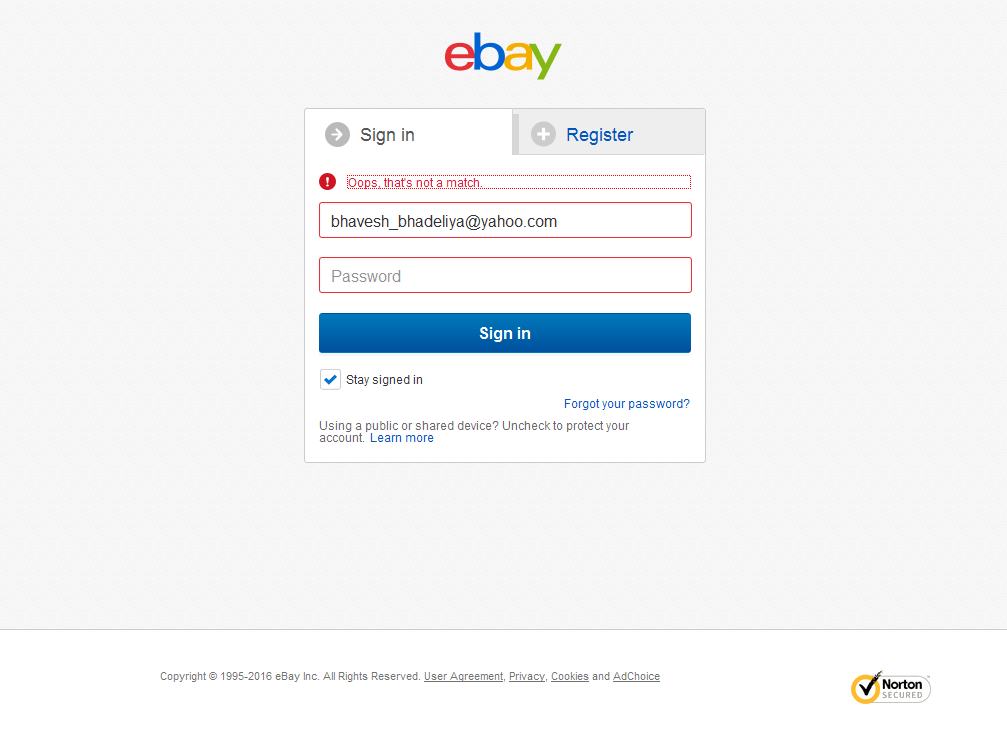 ebay
Sign in
Register
Oops, that's not a match.
bhavesh_bhadeliya@yahoo.com
Password
Sign in
Stay signed in
Forgot your password?
Using a public or shared device? Uncheck to protect your
account. Learn more
Copyright © 1995-2016 eBay Inc. All Rights Reserved. User Agreement, Privacy, Cookies and AdChoice
Norton
SECURED